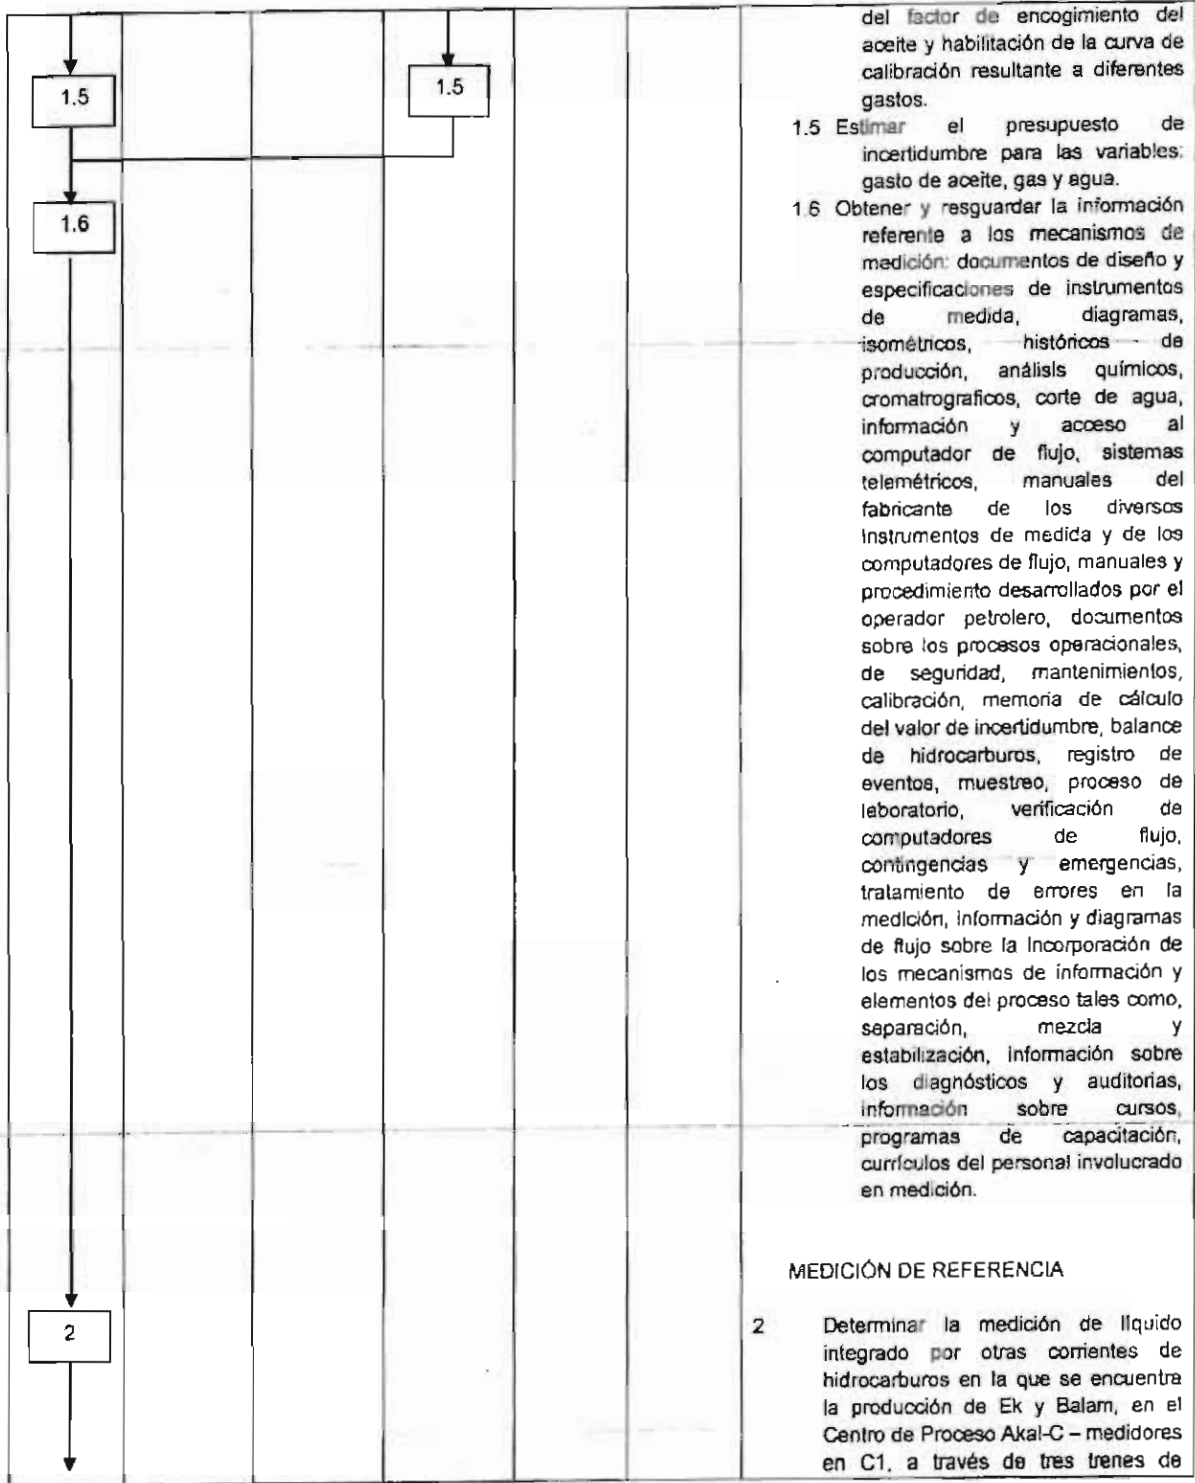 del factor de encogimiento del
aceite y habilitación de la curva de
calibración resultante a diferentes
gastos.
1.5
1.5
1.5 Estimar el presupuesto de
incertidumbre para las variables:
gasto de aceite, gas y agua.
1.6
1.6 Obtener y resguardar la información
referente a los mecanismos de
medición: documentos de diseño y
especificaciones de instrumentos
de medida, diagramas,
isométricos, históricos de
producción, análisis químicos,
cromatrograficos, corte de agua,
información y acceso al
computador de flujo, sistemas
telemétricos, manuales del
fabricante de los diversos
instrumentos de medida y de los
computadores de flujo, manuales y
procedimiento desarrollados por el
operador petrolero, documentos
sobre los procesos operacionales,
de seguridad, mantenimientos,
calibración, memoria de cálculo
del valor de incertidumbre, balance
de hidrocarburos, registro de
eventos, muestreo, proceso de
laboratorio, verificación de
computadores de flujo,
contingencias y emergencias,
tratamiento de errores en la
medición, información y diagramas
de flujo sobre la Incorporación de
los mecanismos de información y
elementos del proceso tales como,
separación, mezcla y
estabilización, información sobre
los diagnósticos y auditorias,
información sobre cursos,
programas de capacitación,
currículos del personal involucrado
en medición.
MEDICIÓN DE REFERENCIA
2
2 Determinar la medición de líquido
integrado por otras corrientes de
hidrocarburos en la que se encuentra
la producción de Ek y Balam, en el
Centro de Proceso Akal-C – medidores
en C1, a través de tres trenes de